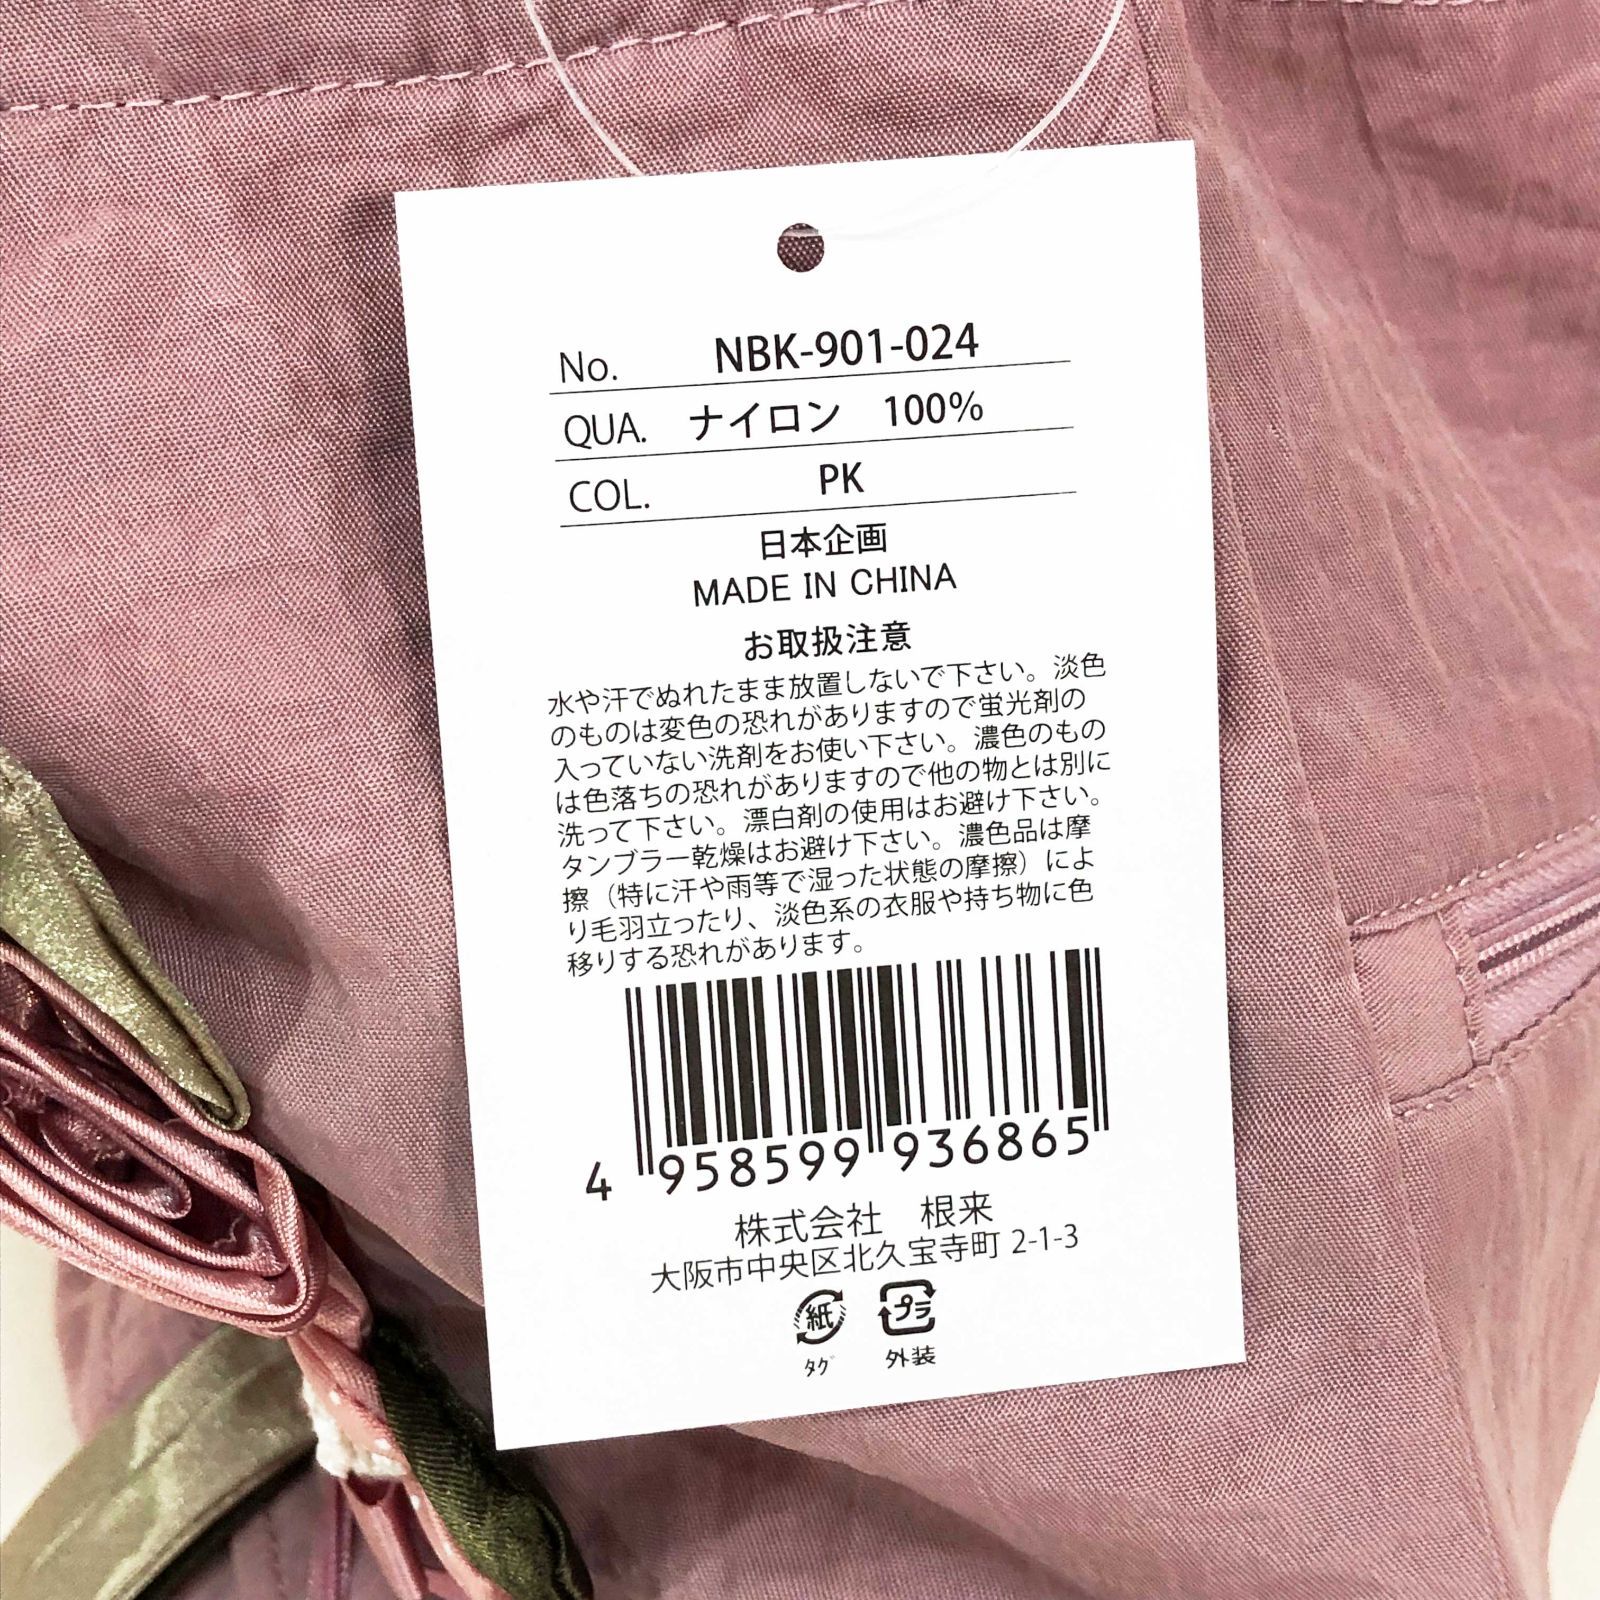 No. NBK-901-024
QUA. ナイロン 100%
COL. PK
日本企画
MADE IN CHINA
お取扱注意
水や汗でぬれたまま放置しないで下さい。淡色
のものは変色の恐れがありますので蛍光剤の
入っていない洗剤をお使い下さい。濃色のもの
は色落ちの恐れがありますので他の物とは別に
洗って下さい。漂白剤の使用はお避け下さい。
タンブラー乾燥はお避け下さい。濃色品は摩
擦（特に汗や雨等で湿った状態の摩擦）によ
り毛羽立ったり、淡色系の衣服や持ち物に色
移りする恐れがあります。
4 958599 936865
株式会社 根来
大阪市中央区北久宝寺町 2-1-3
紙 プラ
タグ 外装